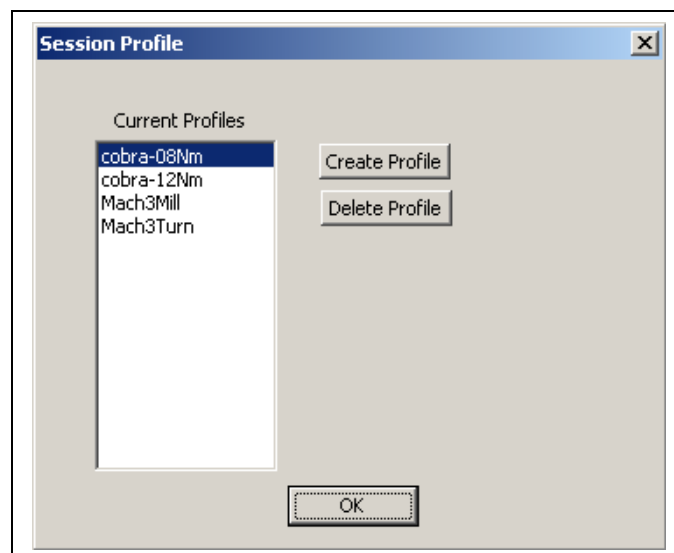 Session Profile
Current Profiles
cobra-08Nm
cobra-12Nm
Mach3Mill
Mach3Turn
Create Profile
Delete Profile
OK